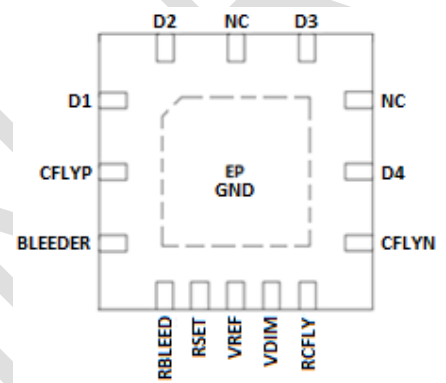 D2 NC D3
D1 NC
CFLYP EP D4
GND
BLEEDER CFLYN
RBLEED
RSET
VREF
VDIM
RCFLY